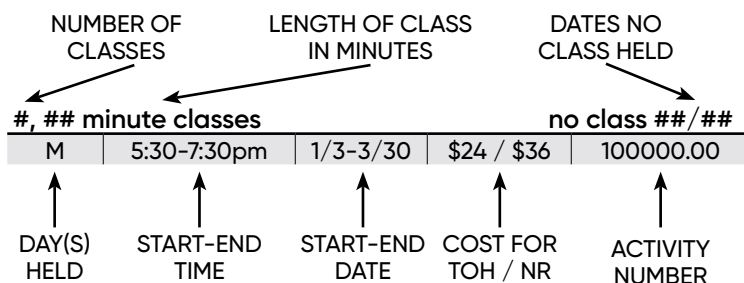 NUMBER OF CLASSES
LENGTH OF CLASS IN MINUTES
DATES NO CLASS HELD
#, ## minute classes no class ##/##
M 5:30-7:30pm 1/3-3/30 $24 / $36 100000.00
DAY(S) HELD
START-END TIME
START-END DATE
COST FOR TOH / NR
ACTIVITY NUMBER